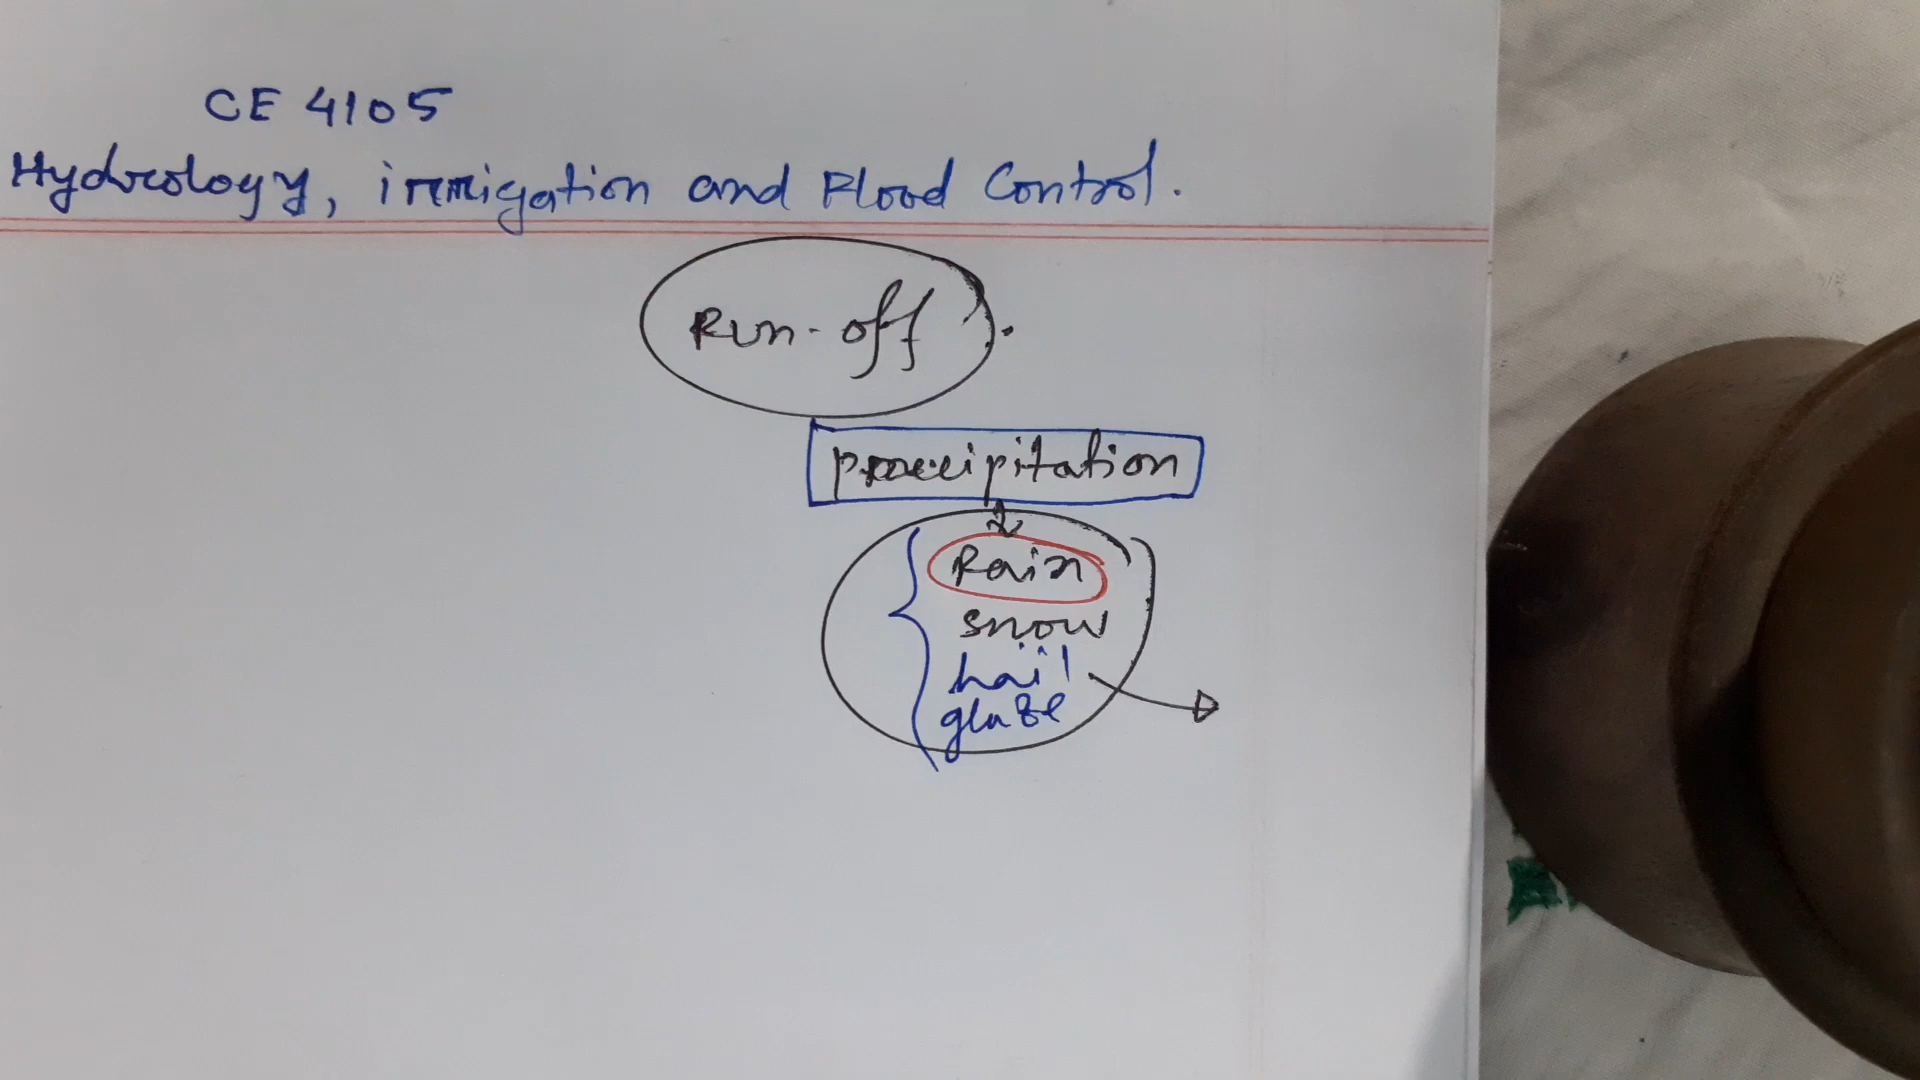 CE 4105
Hydrology, irrigation and Flood Control.
Run-off.
precipitation
Rain
snow
hail
glaze